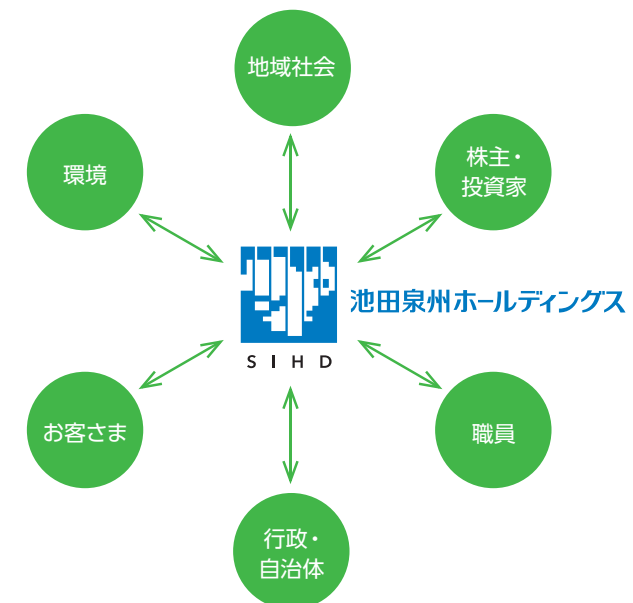 地域社会
環境
株主・
投資家
池田泉州ホールディングス
SIHD
お客さま
職員
行政・
自治体